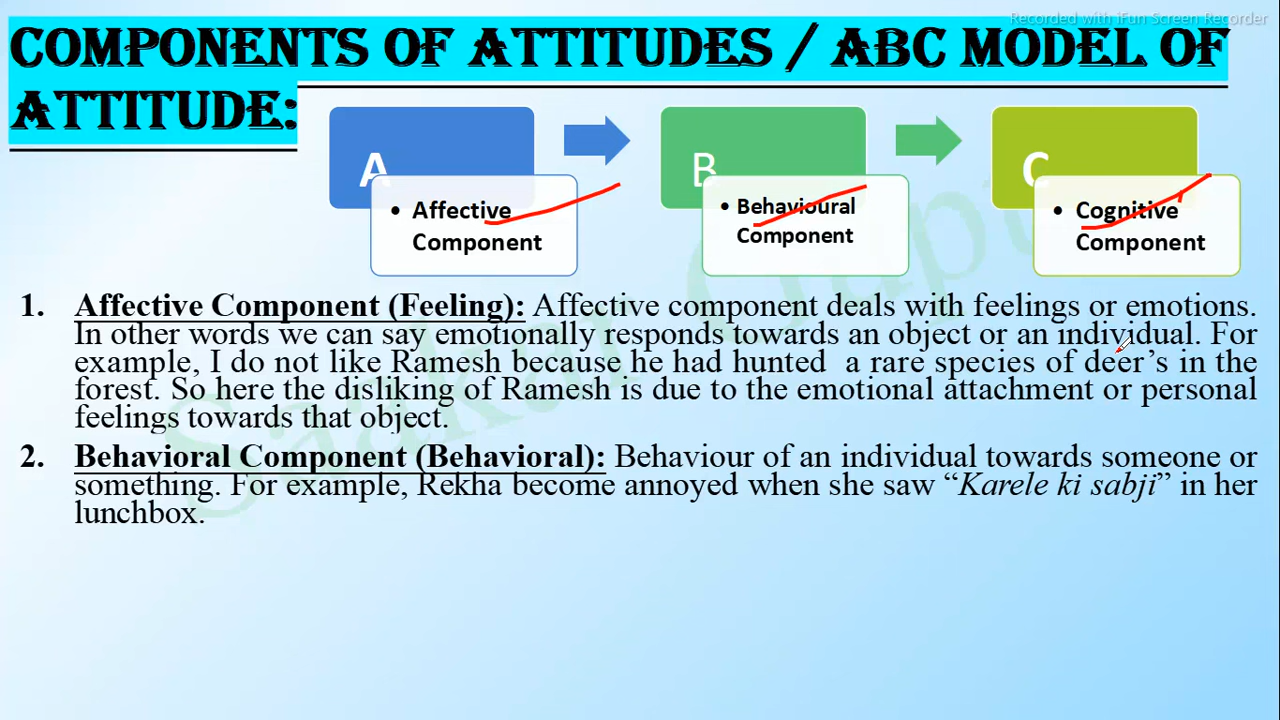 Recorded with iFun Screen Recorder
COMPONENTS OF ATTITUDES / ABC MODEL OF
ATTITUDE:
A
B
C
• Affective
Component
• Behavioural
Component
• Cognitive
Component
1. Affective Component (Feeling): Affective component deals with feelings or emotions.
In other words we can say emotionally responds towards an object or an individual. For
example, I do not like Ramesh because he had hunted a rare species of deer’s in the
forest. So here the disliking of Ramesh is due to the emotional attachment or personal
feelings towards that object.
2. Behavioral Component (Behavioral): Behaviour of an individual towards someone or
something. For example, Rekha become annoyed when she saw “Karele ki sabji” in her
lunchbox.